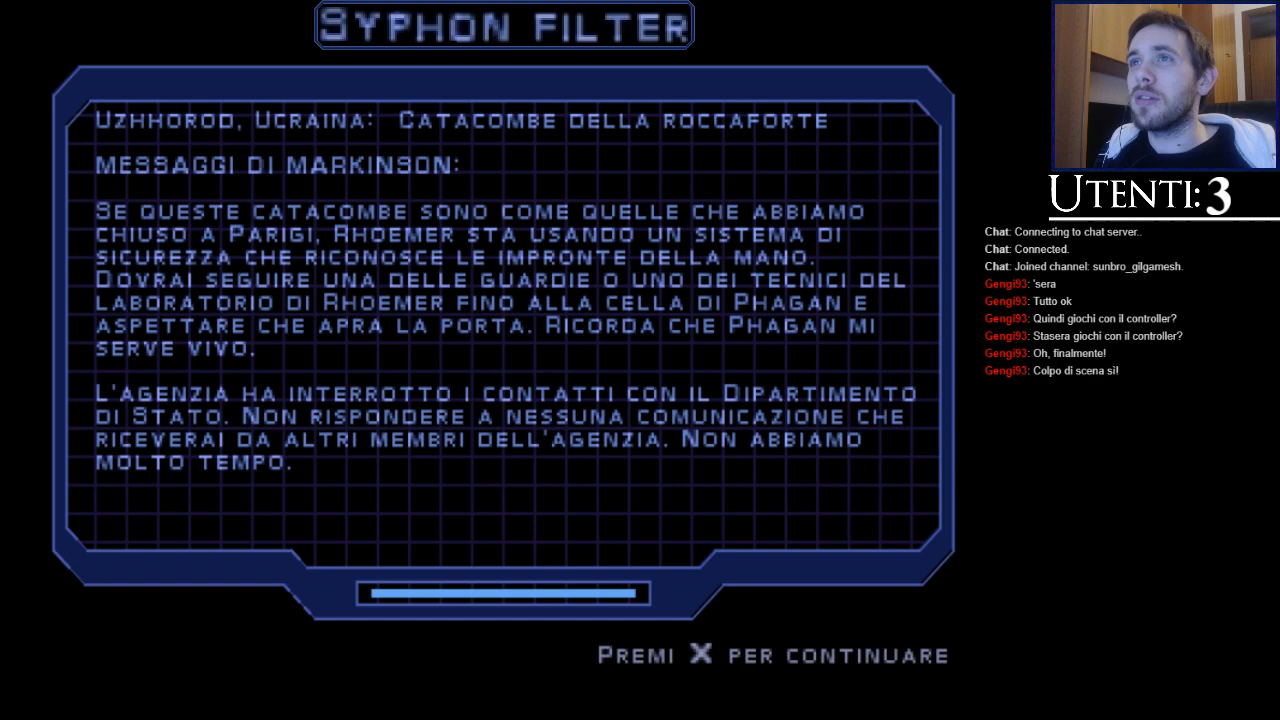 SYPHON FILTER
UZHHOROD, UCRAINA: CATACOMBE DELLA ROCCAFORTE
MESSAGGI DI MARKINSON:
SE QUESTE CATACOMBE SONO COME QUELLE CHE ABBIAMO
CHIUSO A PARIGI, RHOEMER STA USANDO UN SISTEMA DI
SICUREZZA CHE RICONOSCE LE IMPRONTE DELLA MANO.
DOVRAI SEGUIRE UNA DELLE GUARDIE O UNO DEI TECNICI DEL
LABORATORIO DI RHOEMER FINO ALLA CELLA DI PHAGAN E
ASPETTARE CHE APRA LA PORTA. RICORDA CHE PHAGAN MI
SERVE VIVO.
L'AGENZIA HA INTERROTTO I CONTATTI CON IL DIPARTIMENTO
DI STATO. NON RISPONDERE A NESSUNA COMUNICAZIONE CHE
RICEVERAI DA ALTRI MEMBRI DELL'AGENZIA. NON ABBIAMO
MOLTO TEMPO.
PREMI X PER CONTINUARE
UTENTI: 3
Chat: Connecting to chat server..
Chat: Connected.
Chat: Joined channel: sunbro_gilgamesh.
Gengi93: 'sera
Gengi93: Tutto ok
Gengi93: Quindi giochi con il controller?
Gengi93: Stasera giochi con il controller?
Gengi93: Oh, finalmente!
Gengi93: Colpo di scena sì!